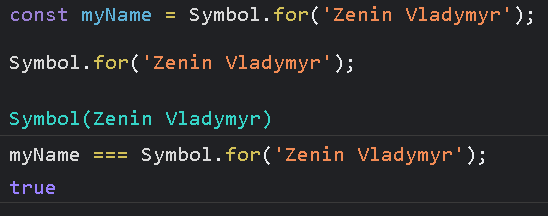 const myName = Symbol.for('Zenin Vladymyr');
Symbol.for('Zenin Vladymyr');
Symbol(Zenin Vladymyr)
myName === Symbol.for('Zenin Vladymyr');
true